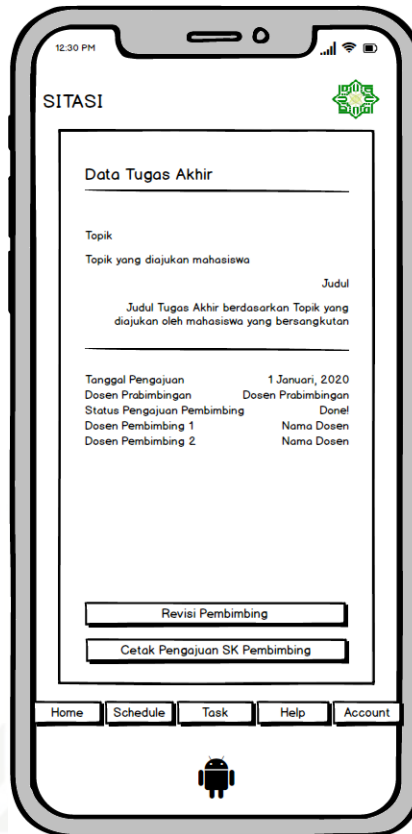 12:30 PM
SITASI
Data Tugas Akhir
Topik
Topik yang diajukan mahasiswa
Judul
Judul Tugas Akhir berdasarkan Topik yang
diajukan oleh mahasiswa yang bersangkutan
Tanggal Pengajuan 1 Januari, 2020
Dosen Prabimbingan Dosen Prabimbingan
Status Pengajuan Pembimbing Done!
Dosen Pembimbing 1 Nama Dosen
Dosen Pembimbing 2 Nama Dosen
Revisi Pembimbing
Cetak Pengajuan SK Pembimbing
Home Schedule Task Help Account